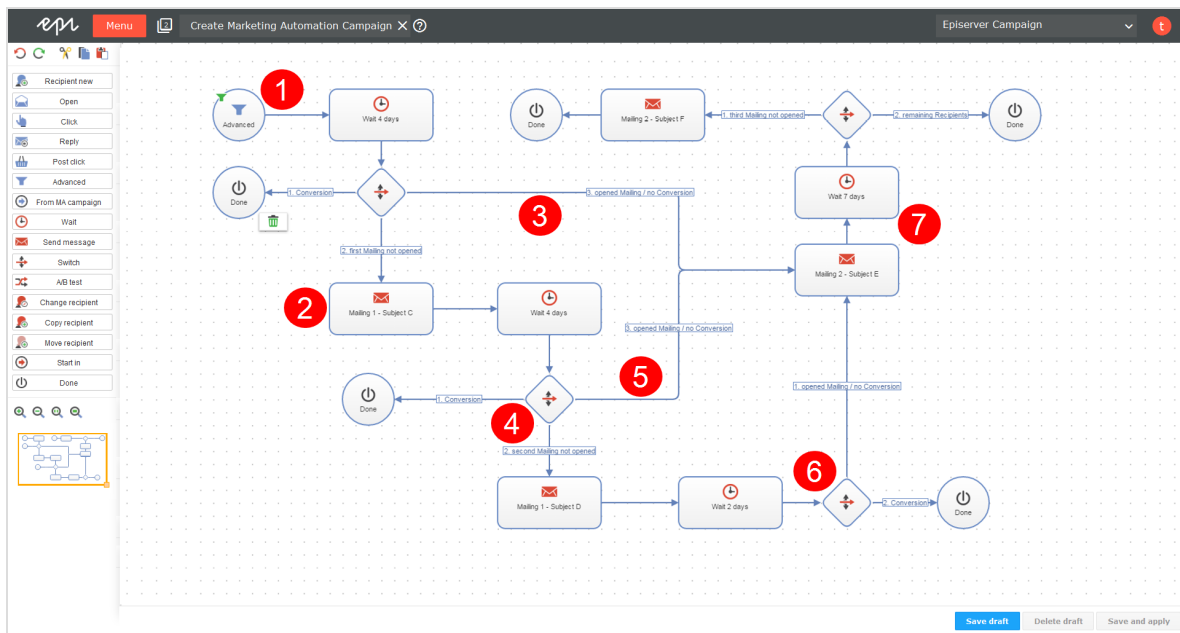 epi Menu 2 Create Marketing Automation Campaign Episerver Campaign t
Recipient new
Open
Click
Reply
Post click
Advanced
From MA campaign
Wait
Send message
Switch
A/B test
Change recipient
Copy recipient
Move recipient
Start in
Done
1
Advanced
Wait 4 days
Done
Mailing 2 - Subject F
1. third Mailing not opened
2. remaining Recipients
Done
Done
1. Conversion
3. opened Mailing / no Conversion
3
Wait 7 days
7
2. first Mailing not opened
Mailing 2 - Subject E
2
Mailing 1 - Subject C
Wait 4 days
3. opened Mailing / no Conversion
5
1. opened Mailing / no Conversion
Done
1. Conversion
4
2. second Mailing not opened
6
Mailing 1 - Subject D
Wait 2 days
2. Conversion
Done
Save draft Delete draft Save and apply